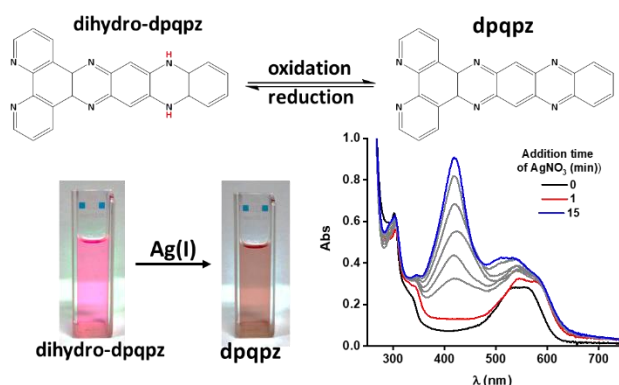 dihydro-dpqpz
dpqpz
N
N
N
N
H
N
N
H
oxidation
reduction
N
N
N
N
N
N
Ag(I)
dihydro-dpqpz
dpqpz
Addition time
of AgNO3 (min))
0
1
15
Abs
1.0
0.8
0.6
0.4
0.2
0.0
300
400
500
600
700
λ (nm)